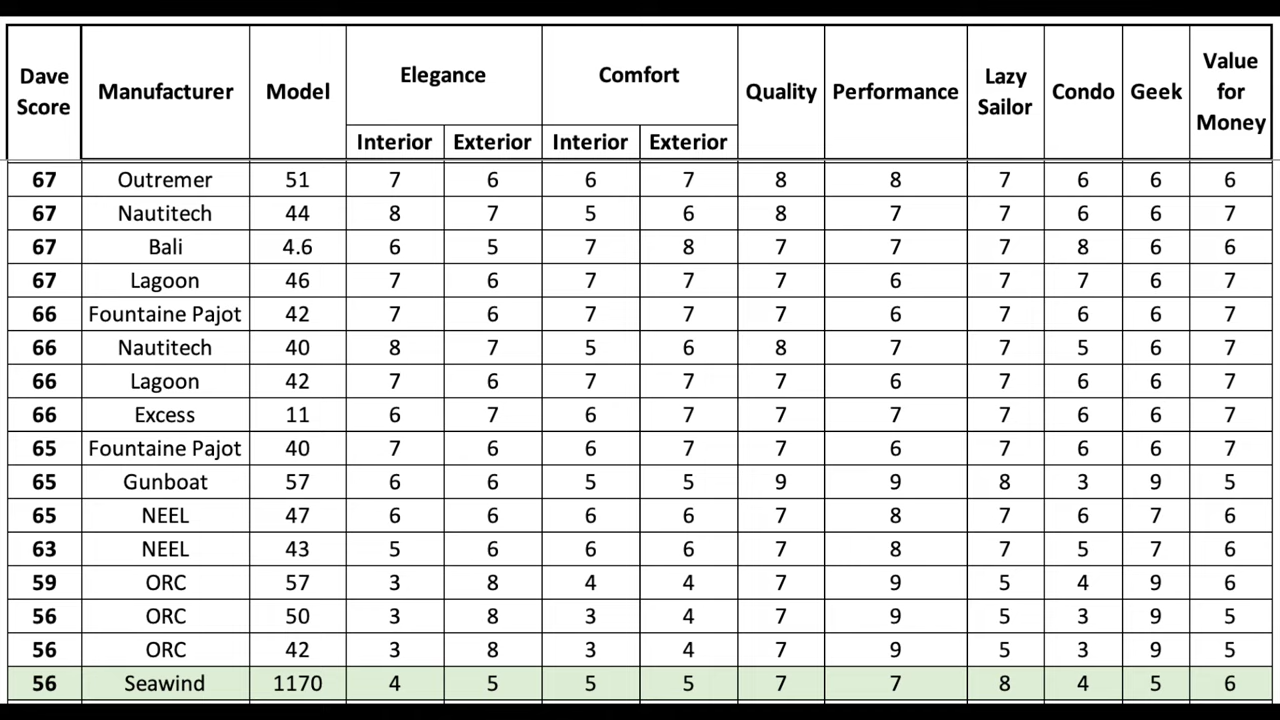 Dave Score Manufacturer Model Elegance Comfort Quality Performance Lazy Sailor Condo Geek Value for Money
Interior Exterior Interior Exterior
67 Outremer 51 7 6 6 7 8 8 7 6 6 6
67 Nautitech 44 8 7 5 6 8 7 7 6 6 7
67 Bali 4.6 6 5 7 8 7 7 7 8 6 6
67 Lagoon 46 7 6 7 7 7 6 7 7 6 7
66 Fountaine Pajot 42 7 6 7 7 7 6 7 6 6 7
66 Nautitech 40 8 7 5 6 8 7 7 5 6 7
66 Lagoon 42 7 6 7 7 7 6 7 6 6 7
66 Excess 11 6 7 6 7 7 7 7 6 6 7
65 Fountaine Pajot 40 7 6 6 7 7 6 7 6 6 7
65 Gunboat 57 6 6 5 5 9 9 8 3 9 5
65 NEEL 47 6 6 6 6 7 8 7 6 7 6
63 NEEL 43 5 6 6 6 7 8 7 5 7 6
59 ORC 57 3 8 4 4 7 9 5 4 9 6
56 ORC 50 3 8 3 4 7 9 5 3 9 5
56 ORC 42 3 8 3 4 7 9 5 3 9 5
56 Seawind 1170 4 5 5 5 7 7 8 4 5 6